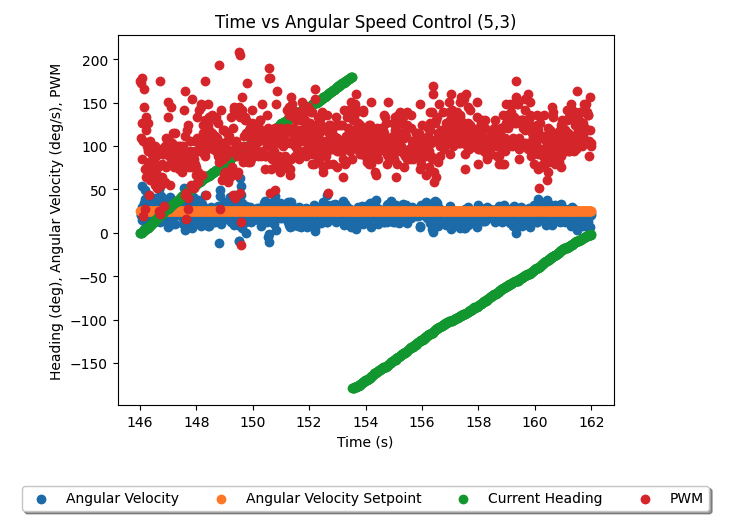 Time vs Angular Speed Control (5,3)
Heading (deg), Angular Velocity (deg/s), PWM
200
150
100
50
0
−50
−100
−150
146 148 150 152 154 156 158 160 162
Time (s)
Angular Velocity Angular Velocity Setpoint Current Heading PWM